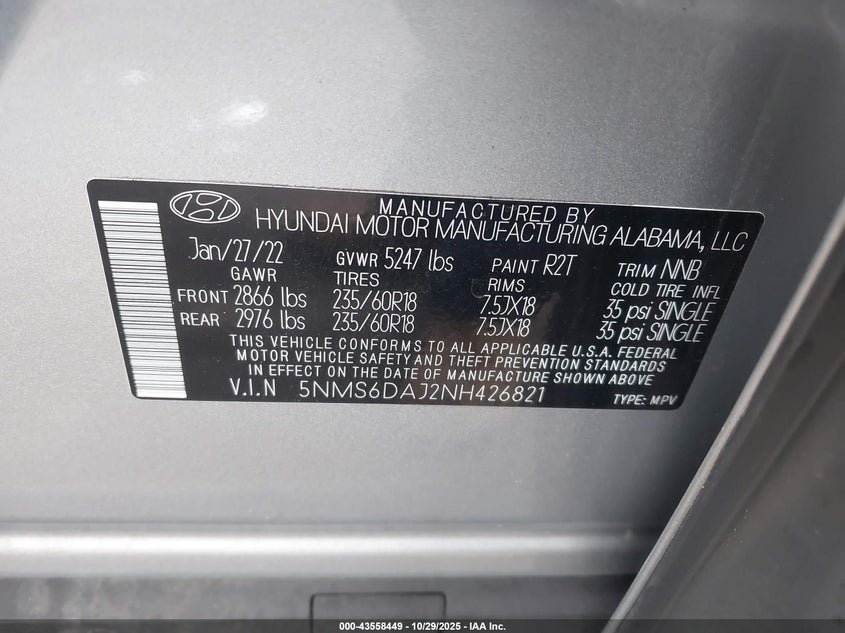 MANUFACTURED BY
HYUNDAI MOTOR MANUFACTURING ALABAMA, LLC
Jan/27/22 GVWR 5247 lbs PAINT R2T TRIM NNB
GAWR TIRES RIMS COLD TIRE INFL
FRONT 2866 lbs 235/60R18 7.5JX18 35 psi SINGLE
REAR 2976 lbs 235/60R18 7.5JX18 35 psi SINGLE
THIS VEHICLE CONFORMS TO ALL APPLICABLE U.S.A. FEDERAL
MOTOR VEHICLE SAFETY AND THEFT PREVENTION STANDARDS
IN EFFECT ON THE DATE OF MANUFACTURE SHOWN ABOVE
V.I.N 5NMS6DAJ2NH426821 TYPE: MPV
000-43558449 - 10/29/2025 - IAA Inc.